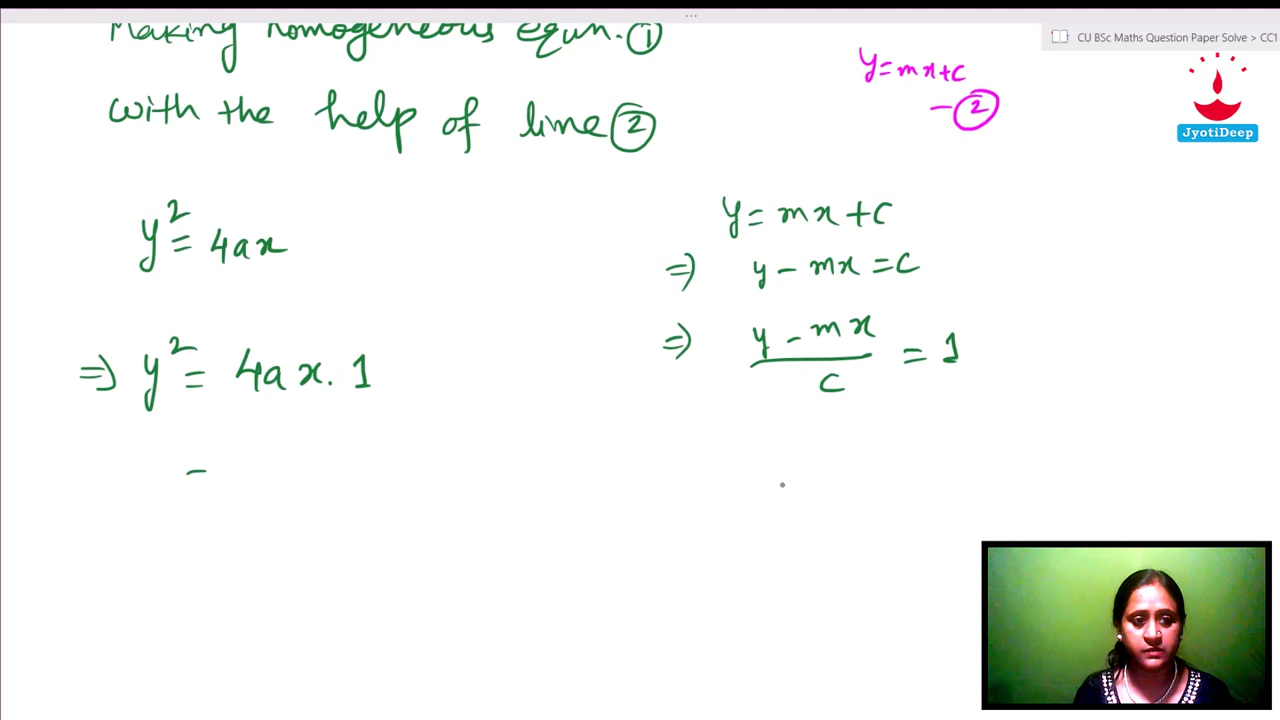 Making homogeneous equn. ①
with the help of line ②
CU BSc Maths Question Paper Solve > CC1
y = mx + c
— ②
JyotiDeep
y² = 4ax
⇒ y² = 4ax. 1
=
y = mx + c
⇒ y - mx = c
⇒ (y - mx)/c = 1